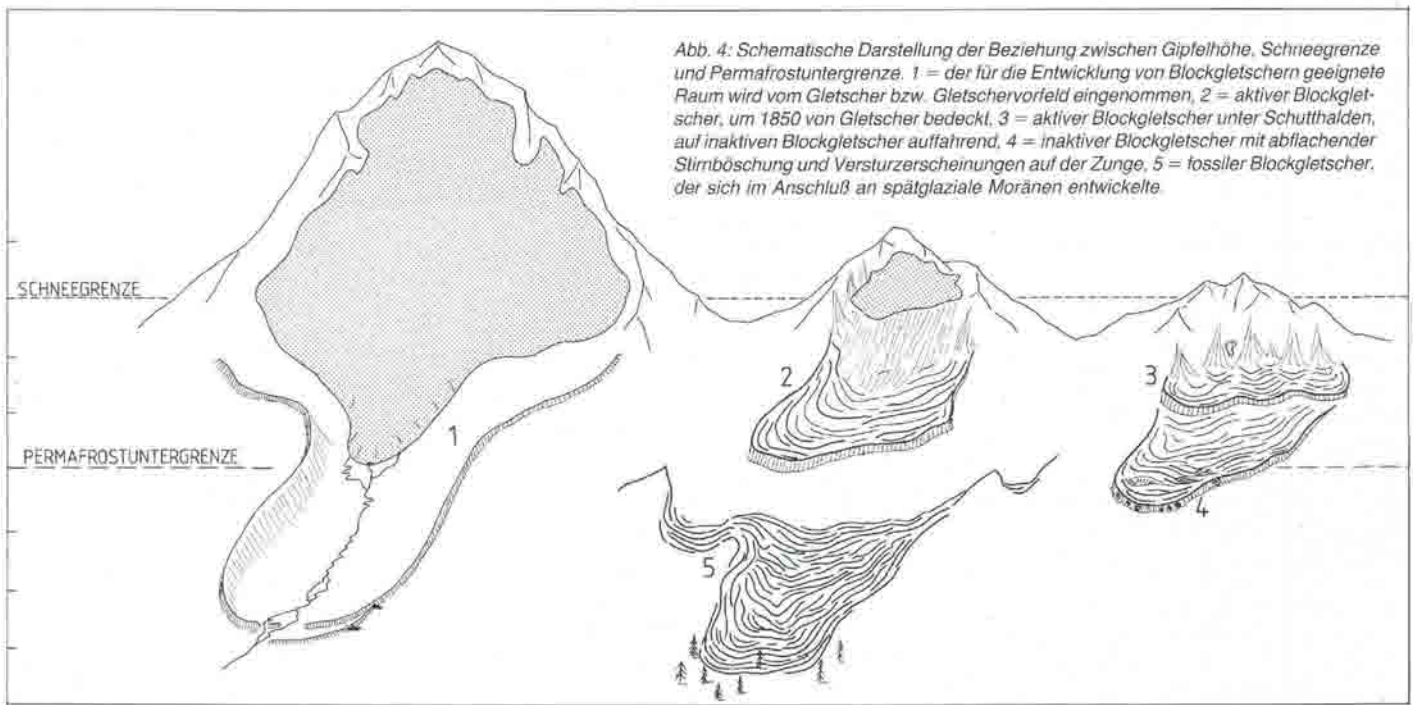 Abb. 4: Schematische Darstellung der Beziehung zwischen Gipfelhöhe, Schneegrenze
und Permafrostuntergrenze. 1 = der für die Entwicklung von Blockgletschern geeignete
Raum wird vom Gletscher bzw. Gletschervorfeld eingenommen, 2 = aktiver Blockglet-
scher, um 1850 von Gletscher bedeckt, 3 = aktiver Blockgletscher unter Schutthalden,
auf inaktiven Blockgletscher auffahrend, 4 = inaktiver Blockgletscher mit abflachender
Stirnböschung und Versturzerscheinungen auf der Zunge, 5 = fossiler Blockgletscher,
der sich im Anschluß an spätglaziale Moränen entwickelte.
SCHNEEGRENZE
2
3
1
PERMAFROSTUNTERGRENZE
4
5